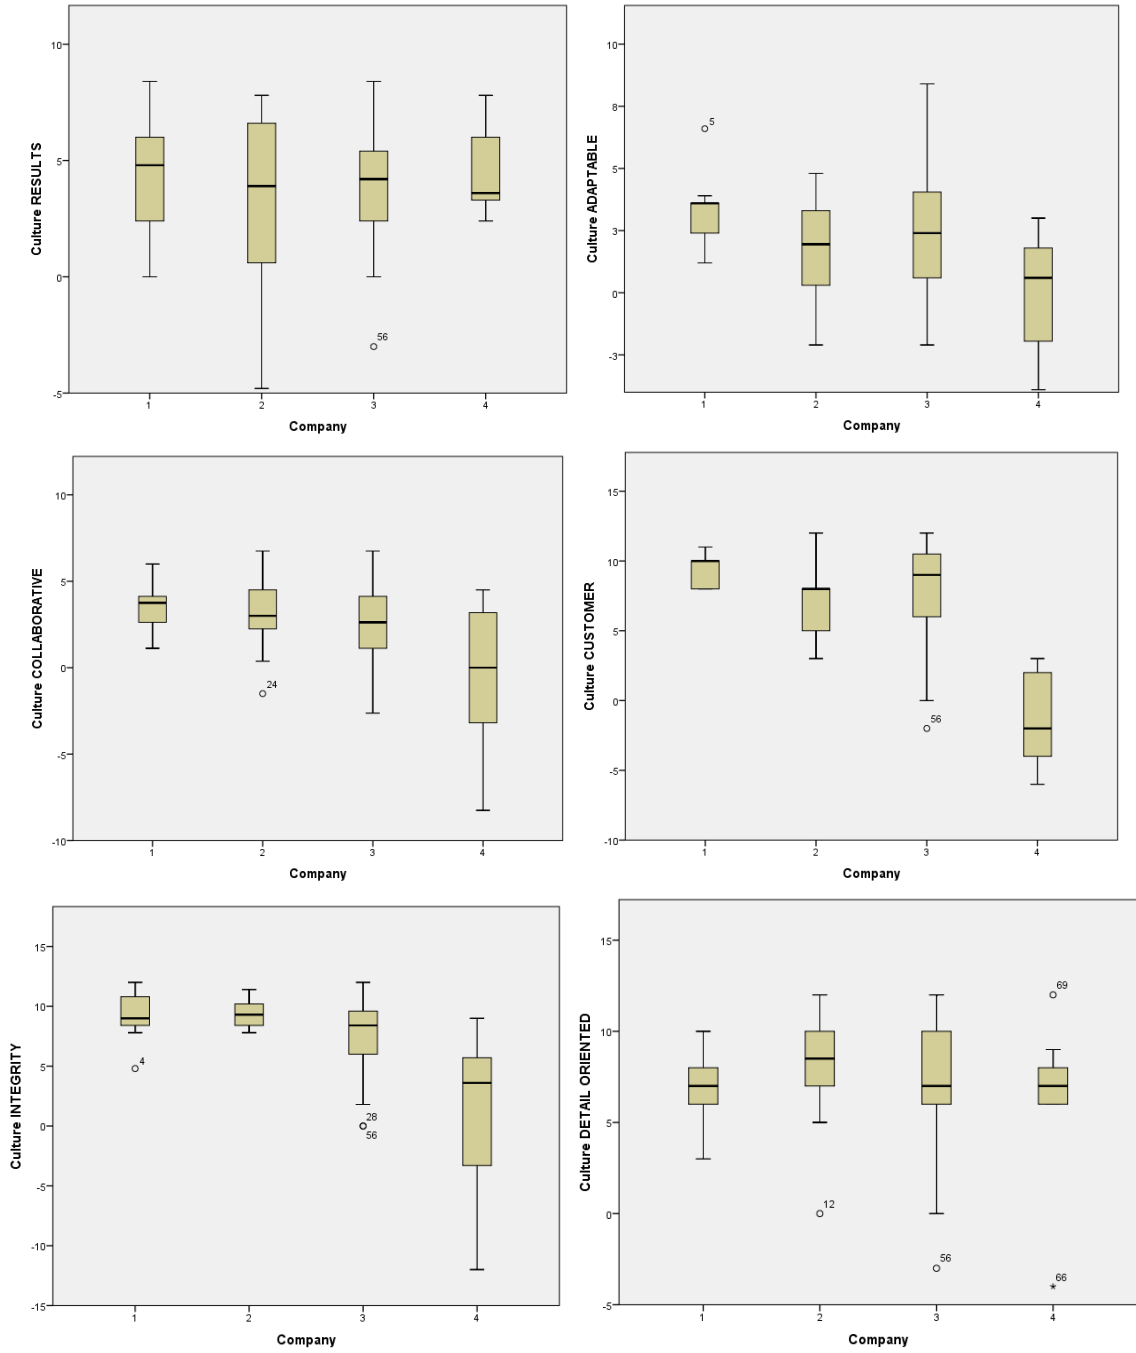 Culture RESULTS
10
5
0
-5
56
1 2 3 4
Company
Culture ADAPTABLE
10
8
5
3
0
-3
5
1 2 3 4
Company
Culture COLLABORATIVE
10
5
0
-5
-10
24
1 2 3 4
Company
Culture CUSTOMER
15
10
5
0
-5
-10
56
1 2 3 4
Company
Culture INTEGRITY
15
10
5
0
-5
-10
-15
4
28
56
1 2 3 4
Company
Culture DETAIL ORIENTED
15
10
5
0
-5
69
12
56
66
1 2 3 4
Company